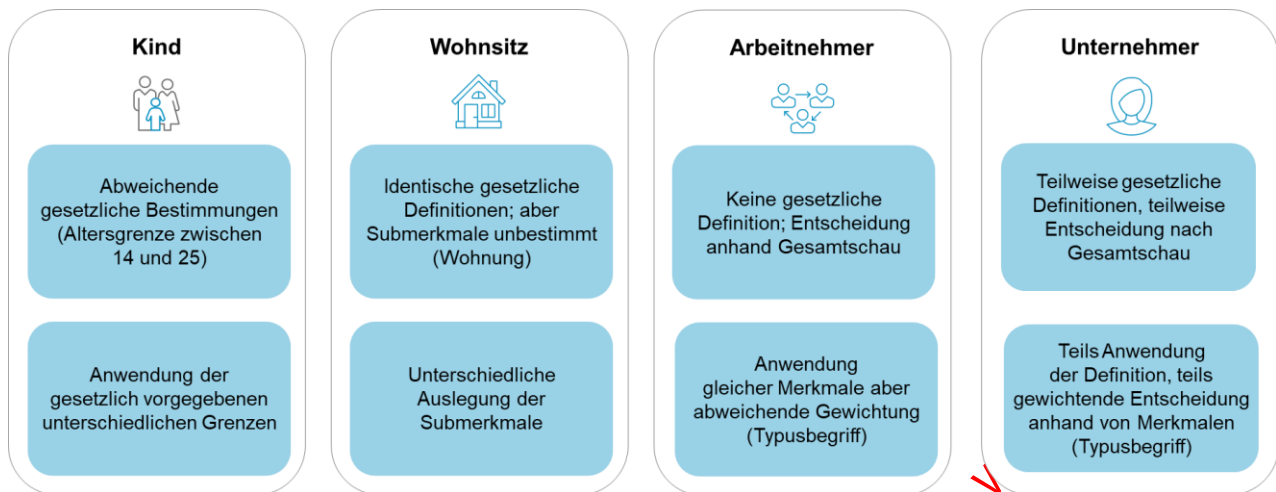 Kind
Abweichende
gesetzliche Bestimmungen
(Altersgrenze zwischen
14 und 25)
Anwendung der
gesetzlich vorgegebenen
unterschiedlichen Grenzen
Wohnsitz
Identische gesetzliche
Definitionen; aber
Submerkmale unbestimmt
(Wohnung)
Unterschiedliche
Auslegung der
Submerkmale
Arbeitnehmer
Keine gesetzliche
Definition; Entscheidung
anhand Gesamtschau
Anwendung
gleicher Merkmale aber
abweichende Gewichtung
(Typusbegriff)
Unternehmer
Teilweise gesetzliche
Definitionen, teilweise
Entscheidung nach
Gesamtschau
Teils Anwendung
der Definition, teils
gewichtende Entscheidung
anhand von Merkmalen
(Typusbegriff)